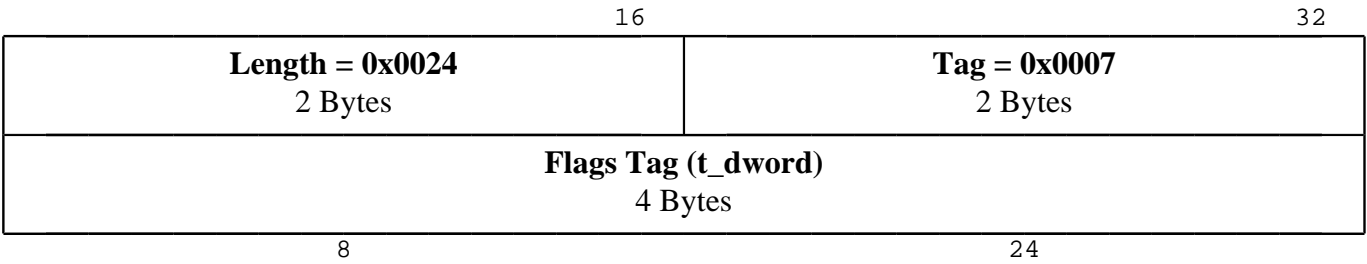 16 32
Length = 0x0024 Tag = 0x0007
2 Bytes 2 Bytes
Flags Tag (t_dword)
4 Bytes
8 24